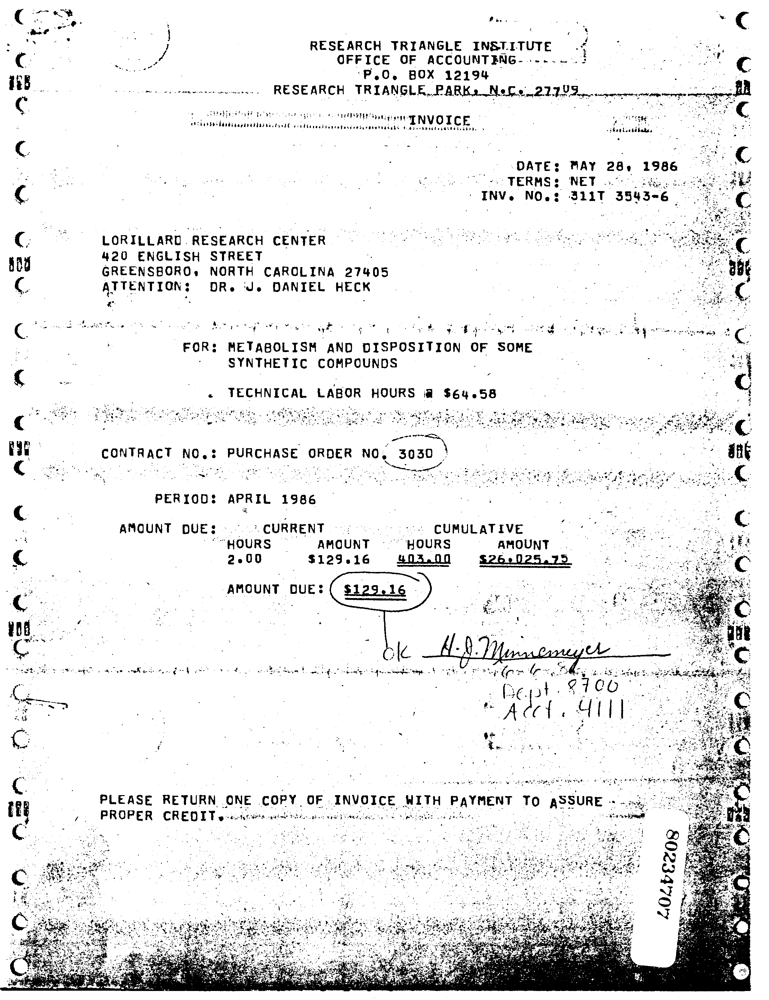 RESEARCH TRIANGLE INSTITUTE
OFFICE OF ACCOUNTING
P.O. BOX 12194
RESEARCH TRIANGLE PARK, N.C. 27709
INVOICE
DATE: MAY 28, 1986
TERMS: NET
INV. NO.: 311T 3543-6
LORILLARD RESEARCH CENTER
420 ENGLISH STREET
GREENSBORO, NORTH CAROLINA 27405
ATTENTION: DR. J. DANIEL HECK
FOR: METABOLISM AND DISPOSITION OF SOME
SYNTHETIC COMPOUNDS
. TECHNICAL LABOR HOURS @ $64.58
CONTRACT NO.: PURCHASE ORDER NO. 3030
PERIOD: APRIL 1986
AMOUNT DUE: CURRENT CUMULATIVE
HOURS AMOUNT HOURS AMOUNT
2.00 $129.16 403.00 $26,025.75
AMOUNT DUE: $129.16
ok H.J. Minnemeyer
6-6-86
Dept. 8700
Acct. 4111
PLEASE RETURN ONE COPY OF INVOICE WITH PAYMENT TO ASSURE
PROPER CREDIT.
80234707